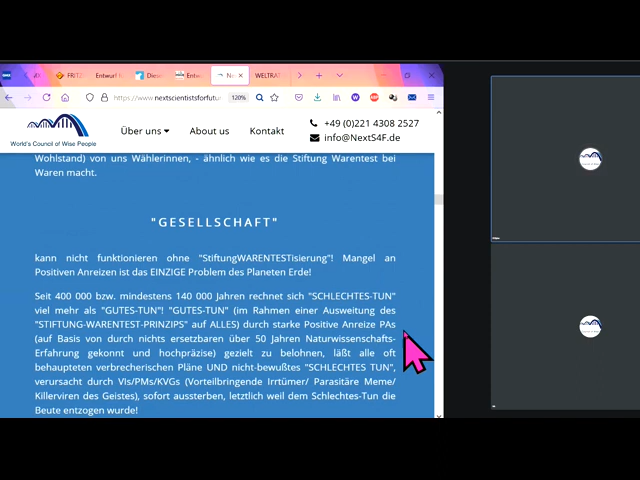 FRITZ
Entwurf
Diese
Entw
WELTRA
https://www.nextscientistsforfutur
120%
World's Council of Wise People
Über uns
About us
Kontakt
+49 (0)221 4308 2527
info@NextS4F.de
Wohlstand) von uns Wählerinnen, - ähnlich wie es die Stiftung Warentest bei
Waren macht.
"GESELLSCHAFT"
kann nicht funktionieren ohne "StiftungWARENTESTisierung"! Mangel an
Positiven Anreizen ist das EINZIGE Problem des Planeten Erde!
Seit 400 000 bzw. mindestens 140 000 Jahren rechnet sich "SCHLECHTES-TUN"
viel mehr als "GUTES-TUN"! "GUTES-TUN" (im Rahmen einer Ausweitung des
"STIFTUNG-WARENTEST-PRINZIPS" auf ALLES) durch starke Positive Anreize PAs
(auf Basis von durch nichts ersetzbaren über 50 Jahren Naturwissenschafts-
Erfahrung gekonnt und hochpräzise) gezielt zu belohnen, läßt alle oft
behaupteten verbrecherischen Pläne UND nicht-bewußtes "SCHLECHTES TUN",
verursacht durch VIs/PMs/KVGs (Vorteilbringende Irrtümer/ Parasitäre Meme/
Killerviren des Geistes), sofort aussterben, letztlich weil dem Schlechtes-Tun die
Beute entzogen wurde!